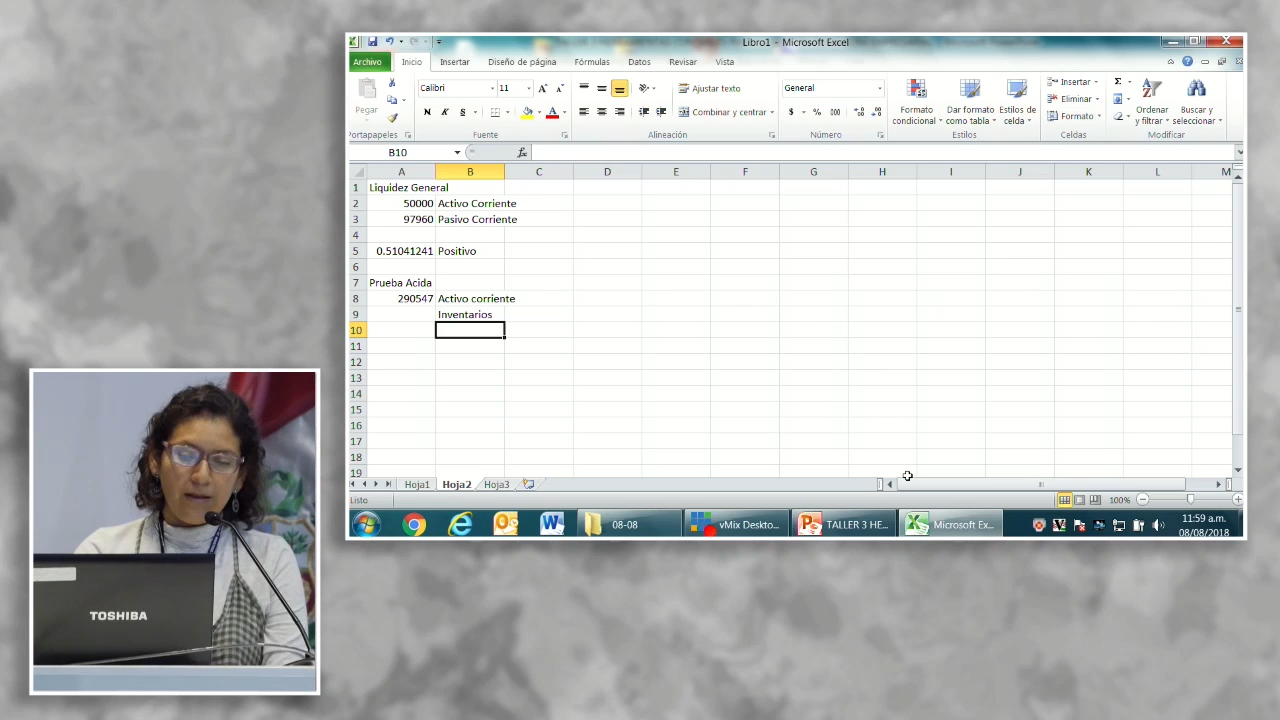 Libro1 - Microsoft Excel
Archivo Inicio Insertar Diseño de página Fórmulas Datos Revisar Vista
Calibri 11 Ajustar texto General Insertar
Pegar Formato condicional Dar formato como tabla Estilos de celda Eliminar Ordenar y filtrar Buscar y seleccionar
N K S Combinar y centrar $ % 000 Formato
Portapapeles Fuente Alineación Número Estilos Celdas Modificar
B10 fx
A B C D E F G H I J K L M
1 Liquidez General
2 50000 Activo Corriente
3 97960 Pasivo Corriente
4
5 0.51041241 Positivo
6
7 Prueba Acida
8 290547 Activo corriente
9 Inventarios
10
11
12
13
14
15
16
17
18
19
Hoja1 Hoja2 Hoja3
Listo 100%
08-08 vMix Deskto... TALLER 3 HE... Microsoft Ex... 11:59 a.m.
08/08/2018
TOSHIBA